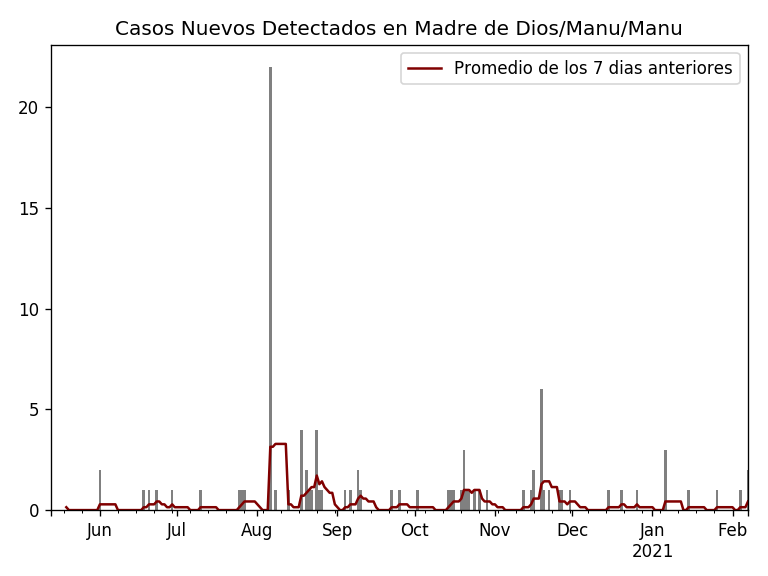 Casos Nuevos Detectados en Madre de Dios/Manu/Manu
Promedio de los 7 dias anteriores
20
15
10
5
0
Jun Jul Aug Sep Oct Nov Dec Jan Feb
2021